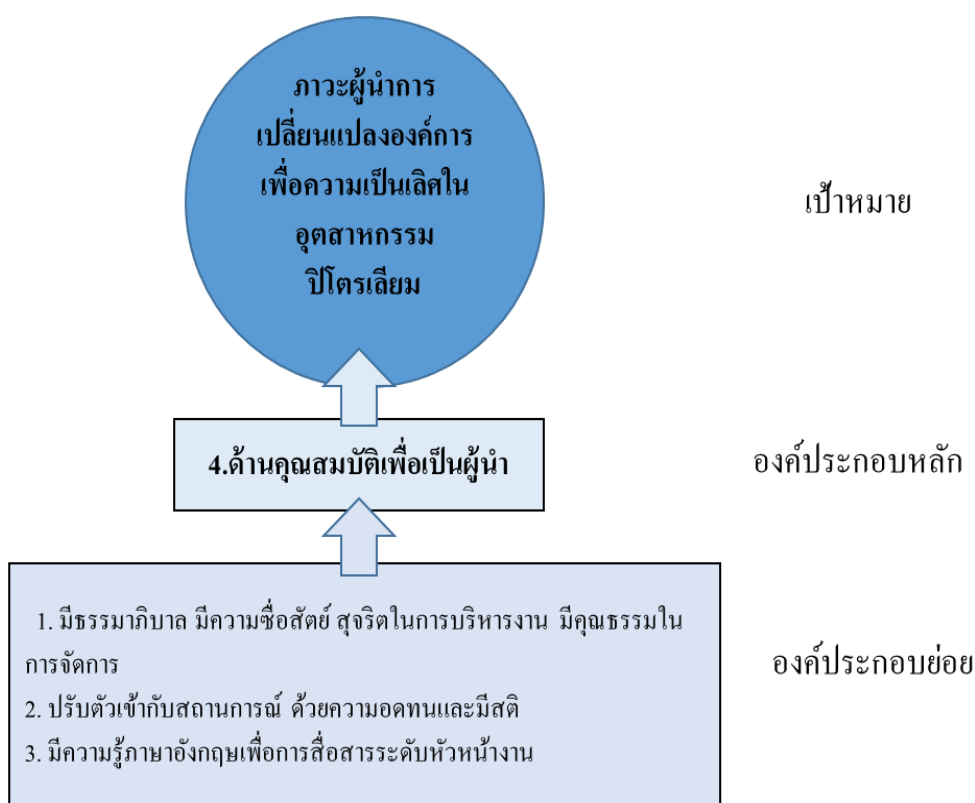 ภาวะผู้นำการ
เปลี่ยนแปลงองค์การ
เพื่อความเป็นเลิศใน
อุตสาหกรรม
ปิโตรเลียม
เป้าหมาย
4.ด้านคุณสมบัติเพื่อเป็นผู้นำ
องค์ประกอบหลัก
1. มีธรรมาภิบาล มีความซื่อสัตย์ สุจริตในการบริหารงาน มีคุณธรรมใน
การจัดการ
2. ปรับตัวเข้ากับสถานการณ์ ด้วยความอดทนและมีสติ
3. มีความรู้ภาษาอังกฤษเพื่อการสื่อสารระดับหัวหน้างาน
องค์ประกอบย่อย